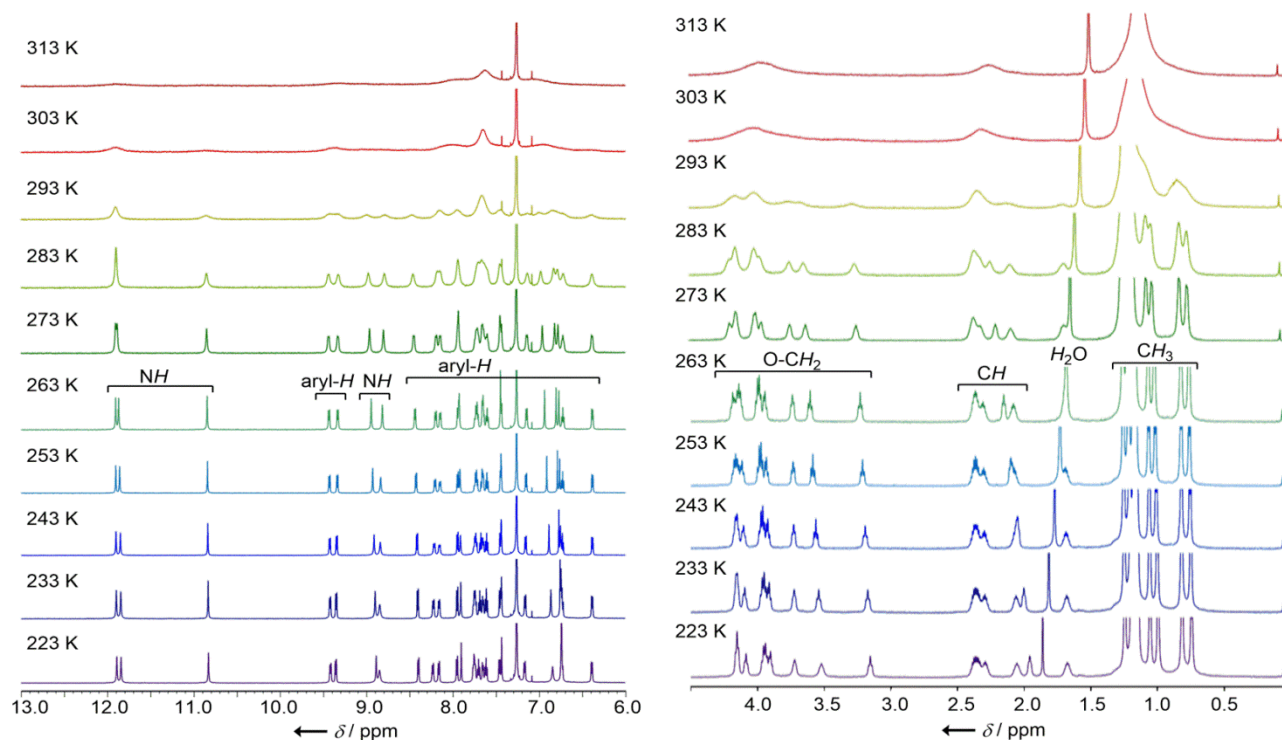 313 K
303 K
293 K
283 K
273 K
263 K
253 K
243 K
233 K
223 K
NH
aryl-H
NH
aryl-H
13.0 12.0 11.0 10.0 9.0 8.0 7.0 6.0
← δ / ppm
313 K
303 K
293 K
283 K
273 K
263 K
253 K
243 K
233 K
223 K
O-CH₂
CH
H₂O
CH₃
4.0 3.5 3.0 2.5 2.0 1.5 1.0 0.5
← δ / ppm